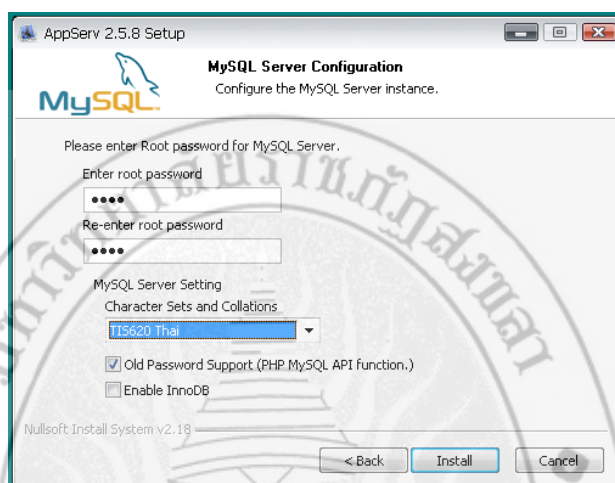 AppServ 2.5.8 Setup
MySQL Server Configuration
Configure the MySQL Server instance.
MySQL
Please enter Root password for MySQL Server.
Enter root password
••••
Re-enter root password
••••
MySQL Server Setting
Character Sets and Collations
TIS620 Thai
Old Password Support (PHP MySQL API function.)
Enable InnoDB
Nullsoft Install System v2.18
< Back
Install
Cancel